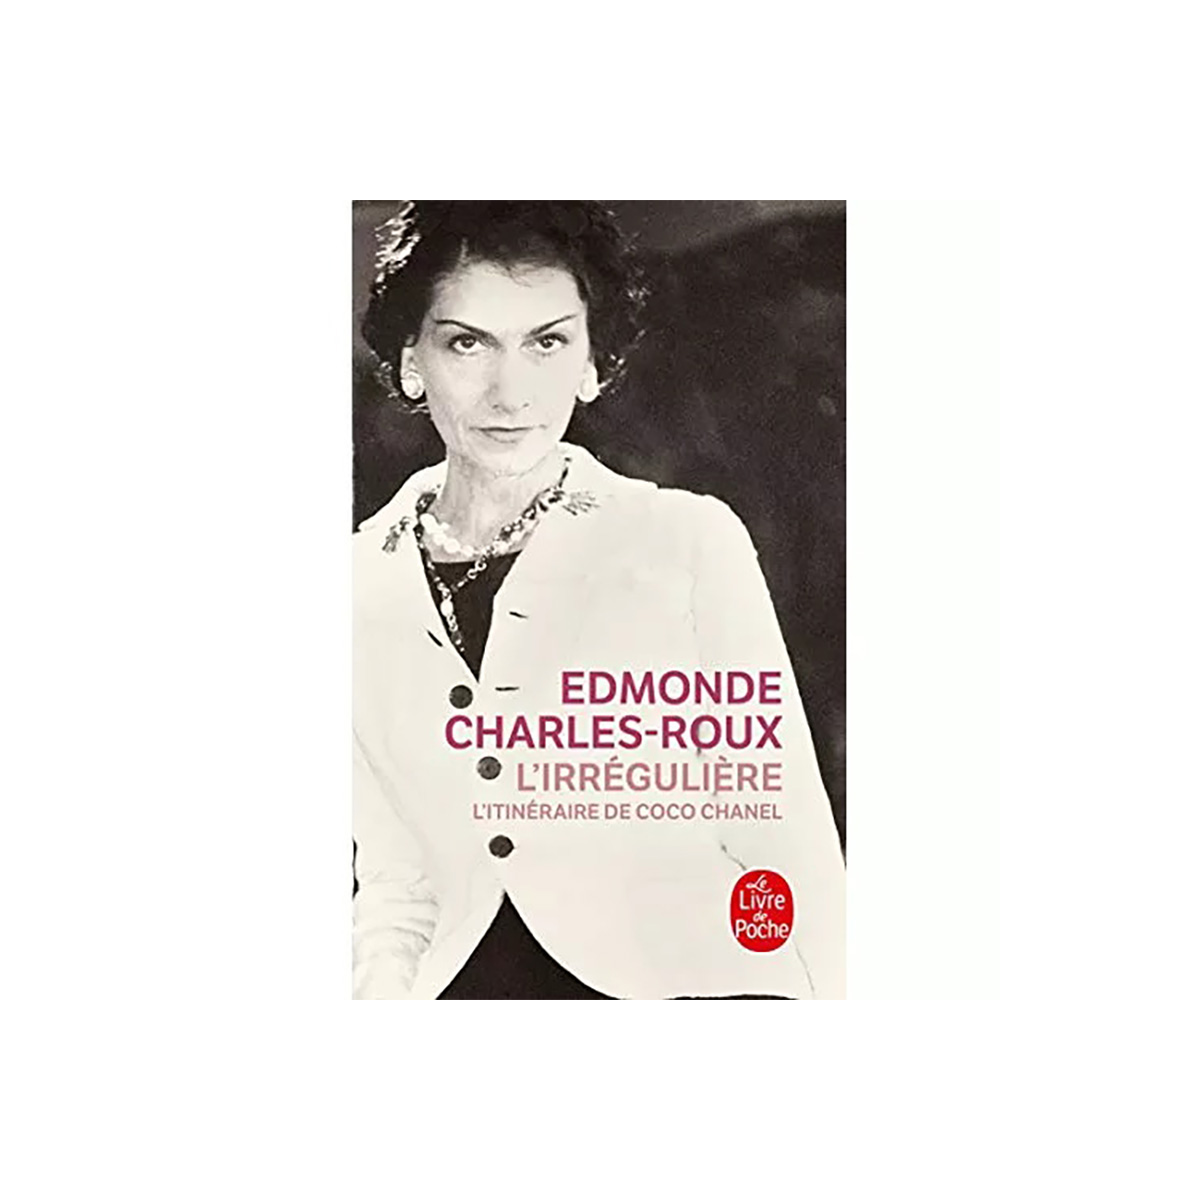 EDMONDE
CHARLES-ROUX
L'IRRÉGULIÈRE
L'ITINÉRAIRE DE COCO CHANEL
Le
Livre
de
Poche